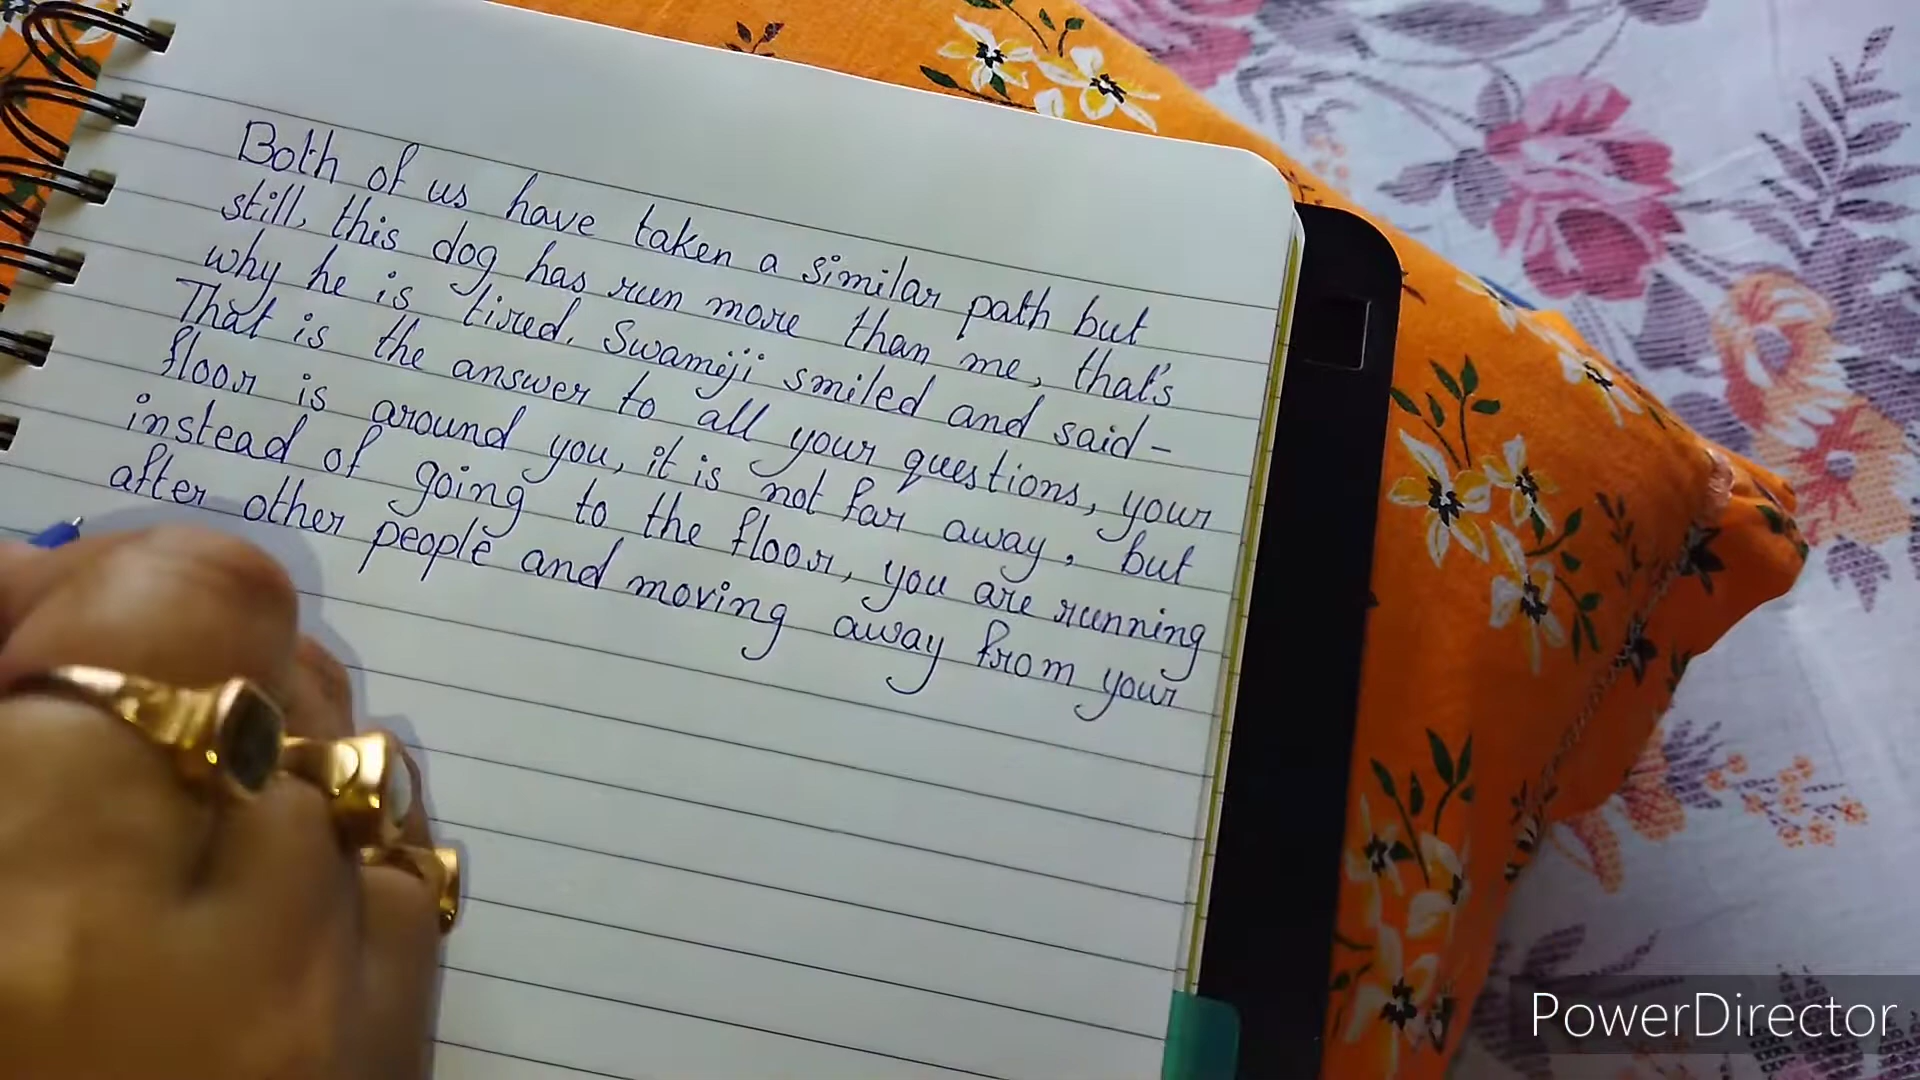 Both of us have taken a similar path but
still, this dog has run more than me, that's
why he is tired. Swamiji smiled and said-
That is the answer to all your questions, your
floor is around you, it is not far away, but
instead of going to the floor, you are running
after other people and moving away from your
PowerDirector